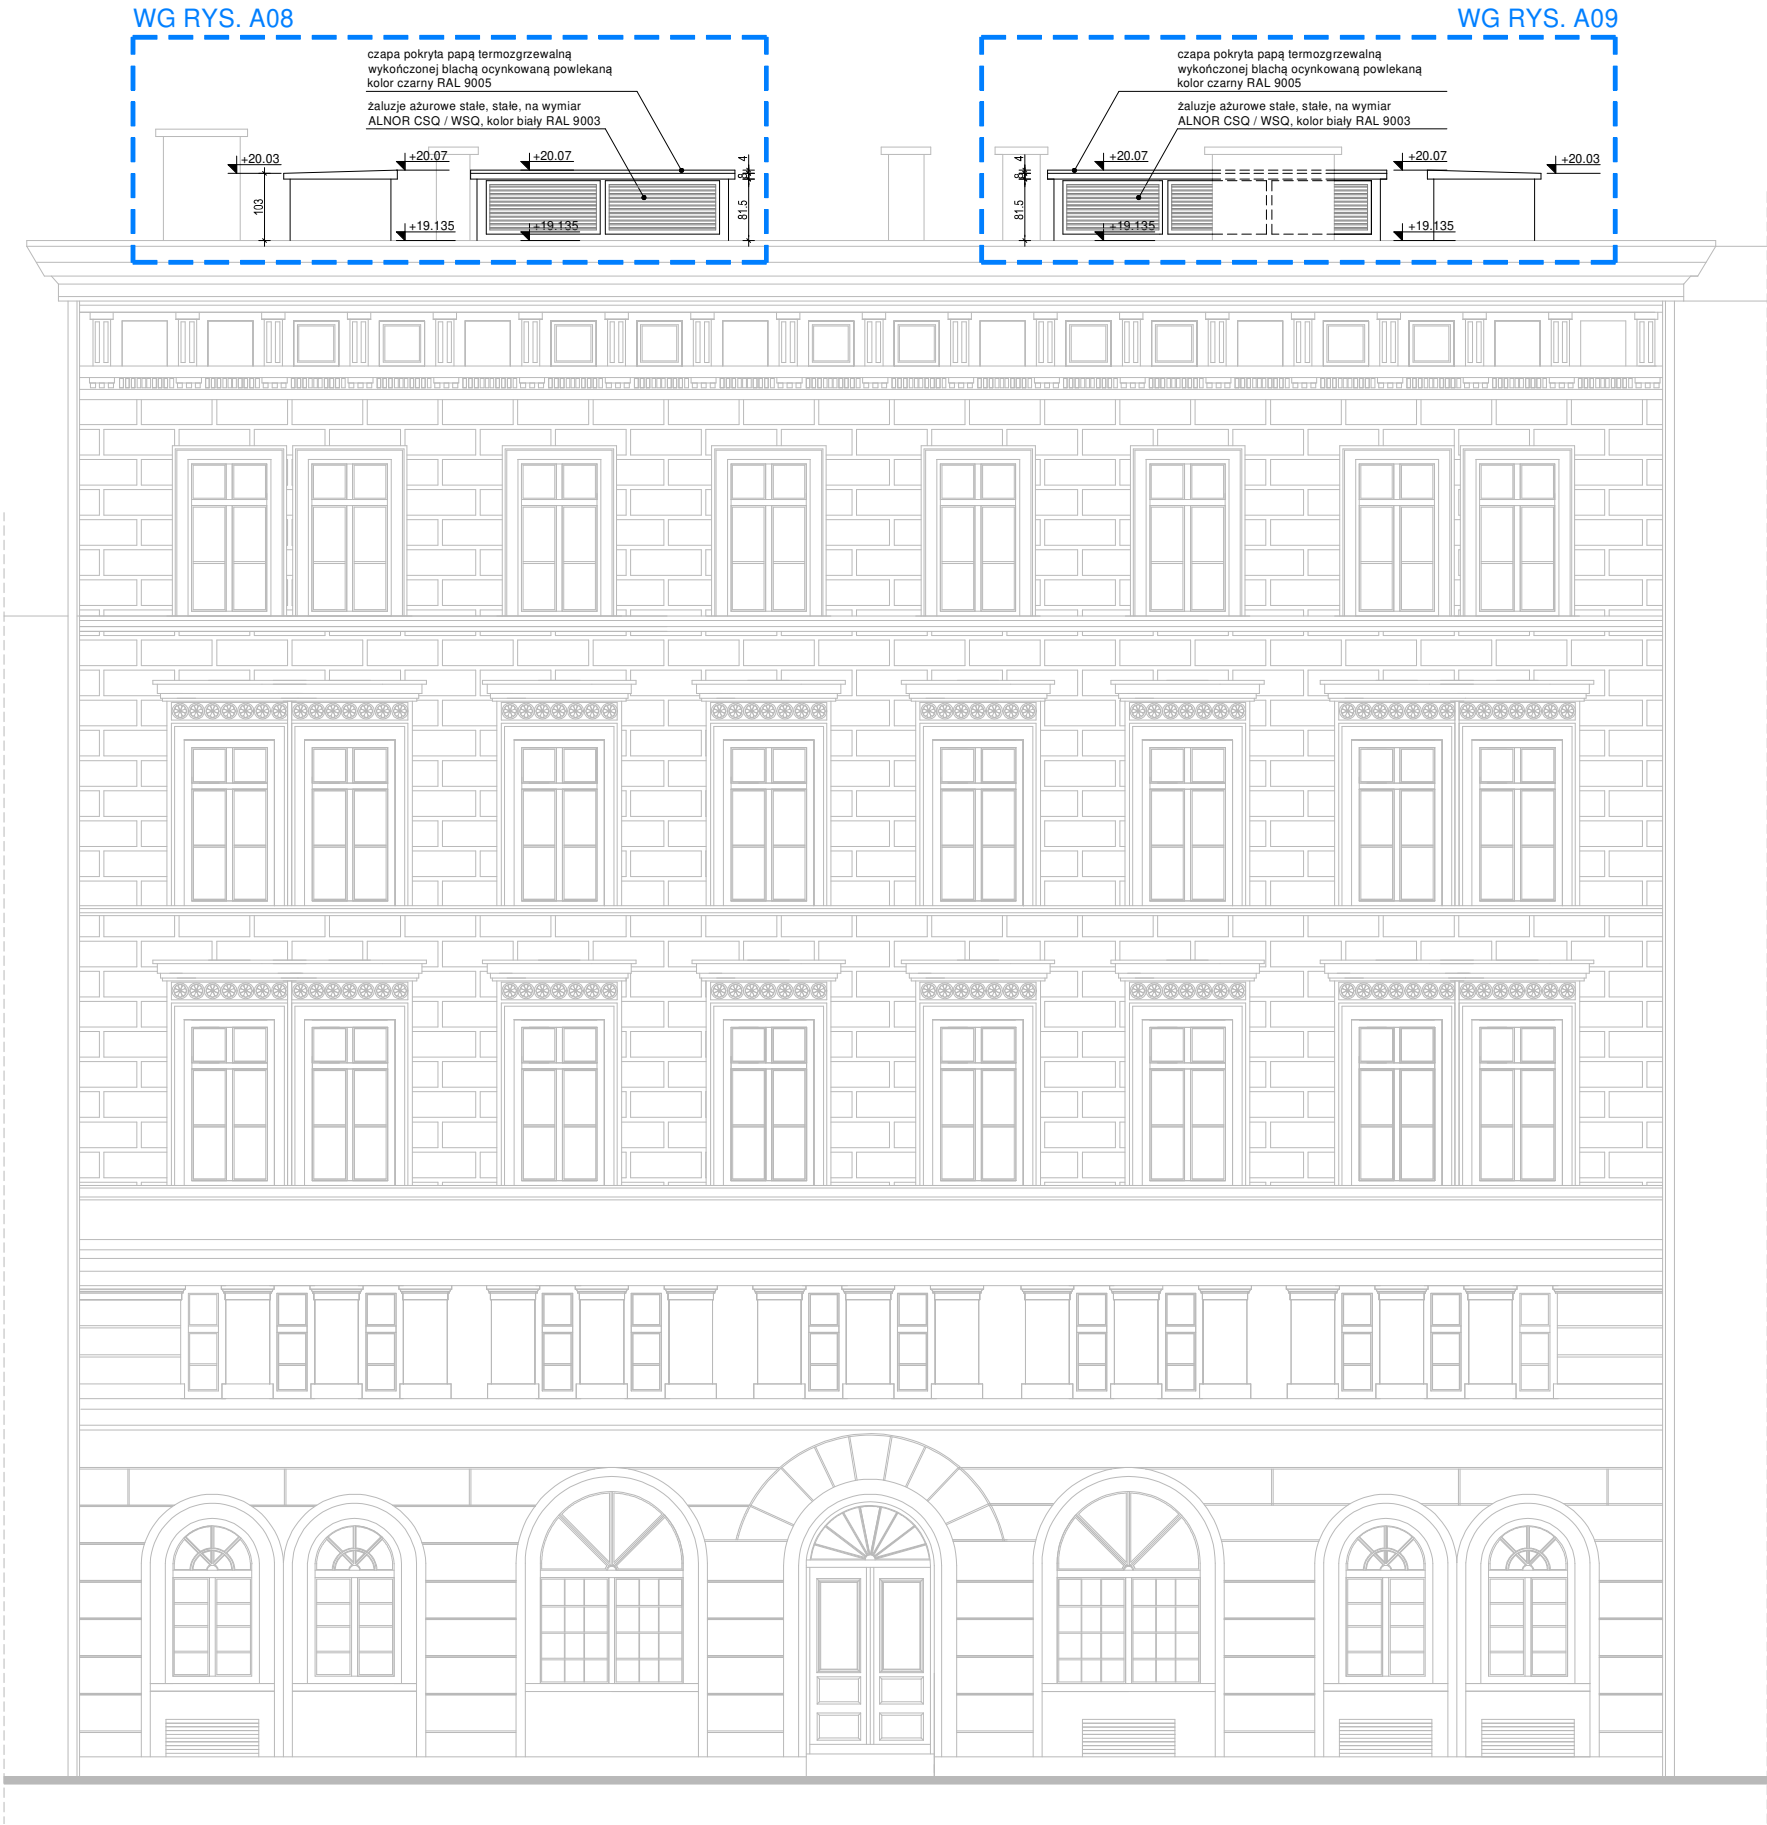 WG RYS. A08
WG RYS. A09
czapa pokryta papą termozgrzewalną
wykończonej blachą ocynkowaną powlekaną
kolor czarny RAL 9005
żaluzje ażurowe stałe, stałe, na wymiar
ALNOR CSQ / WSQ, kolor biały RAL 9003
czapa pokryta papą termozgrzewalną
wykończonej blachą ocynkowaną powlekaną
kolor czarny RAL 9005
żaluzje ażurowe stałe, stałe, na wymiar
ALNOR CSQ / WSQ, kolor biały RAL 9003
+20.03
+20.07
+20.07
4
8
81.5
103
+19.135
+19.135
4
8
81.5
+20.07
+20.07
+20.03
+19.135
+19.135